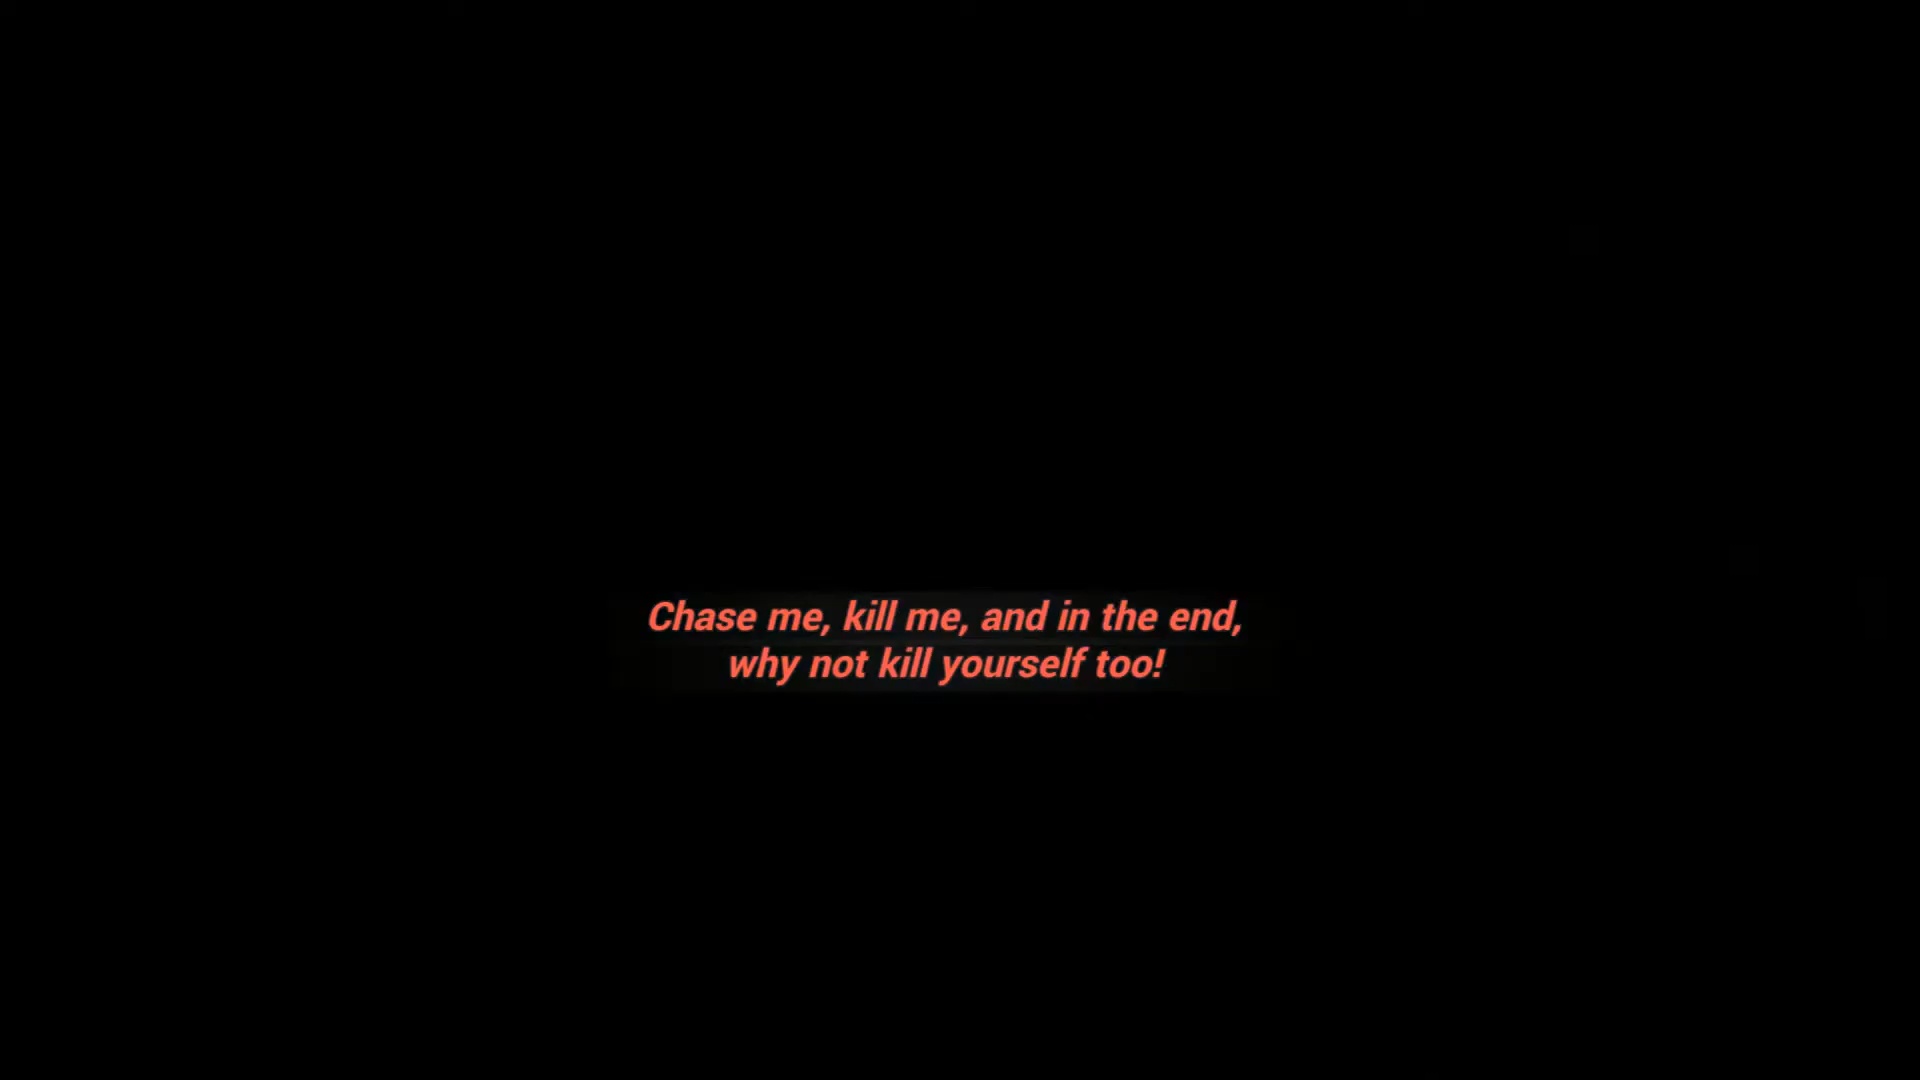 Chase me, kill me, and in the end,
why not kill yourself too!